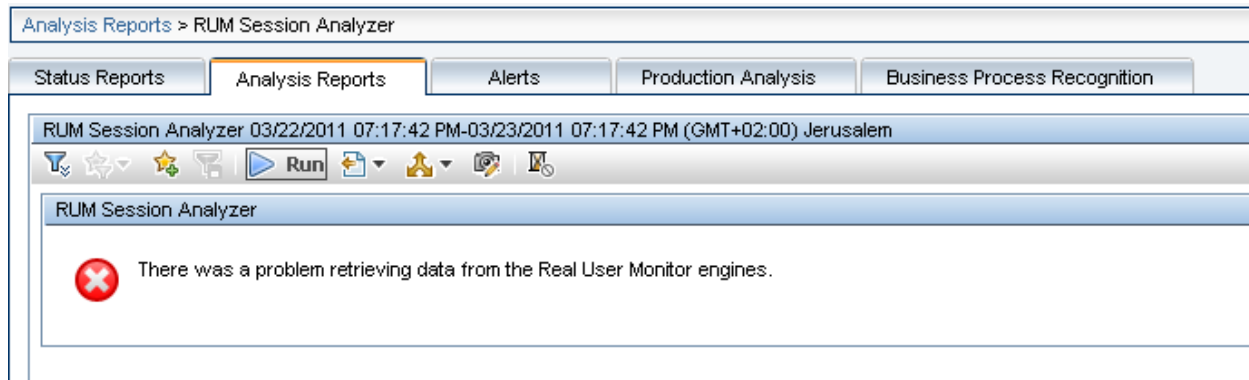 Analysis Reports > RUM Session Analyzer
Status Reports Analysis Reports Alerts Production Analysis Business Process Recognition
RUM Session Analyzer 03/22/2011 07:17:42 PM-03/23/2011 07:17:42 PM (GMT+02:00) Jerusalem
Run
RUM Session Analyzer
There was a problem retrieving data from the Real User Monitor engines.